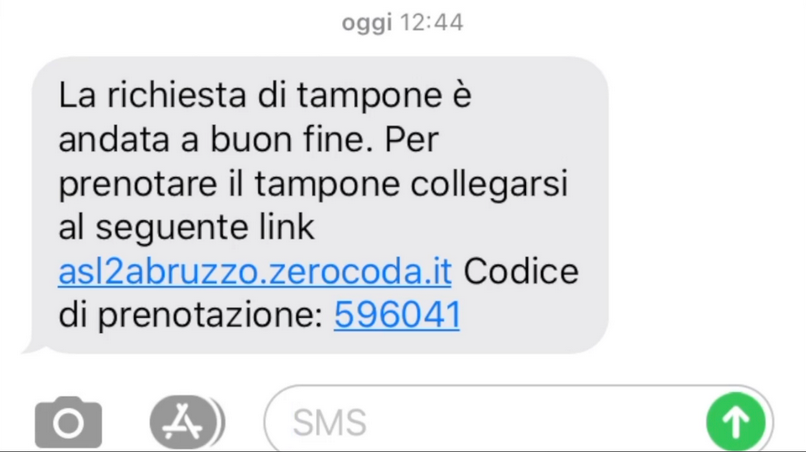 oggi 12:44
La richiesta di tampone è
andata a buon fine. Per
prenotare il tampone collegarsi
al seguente link
asl2abruzzo.zerocoda.it Codice
di prenotazione: 596041
SMS